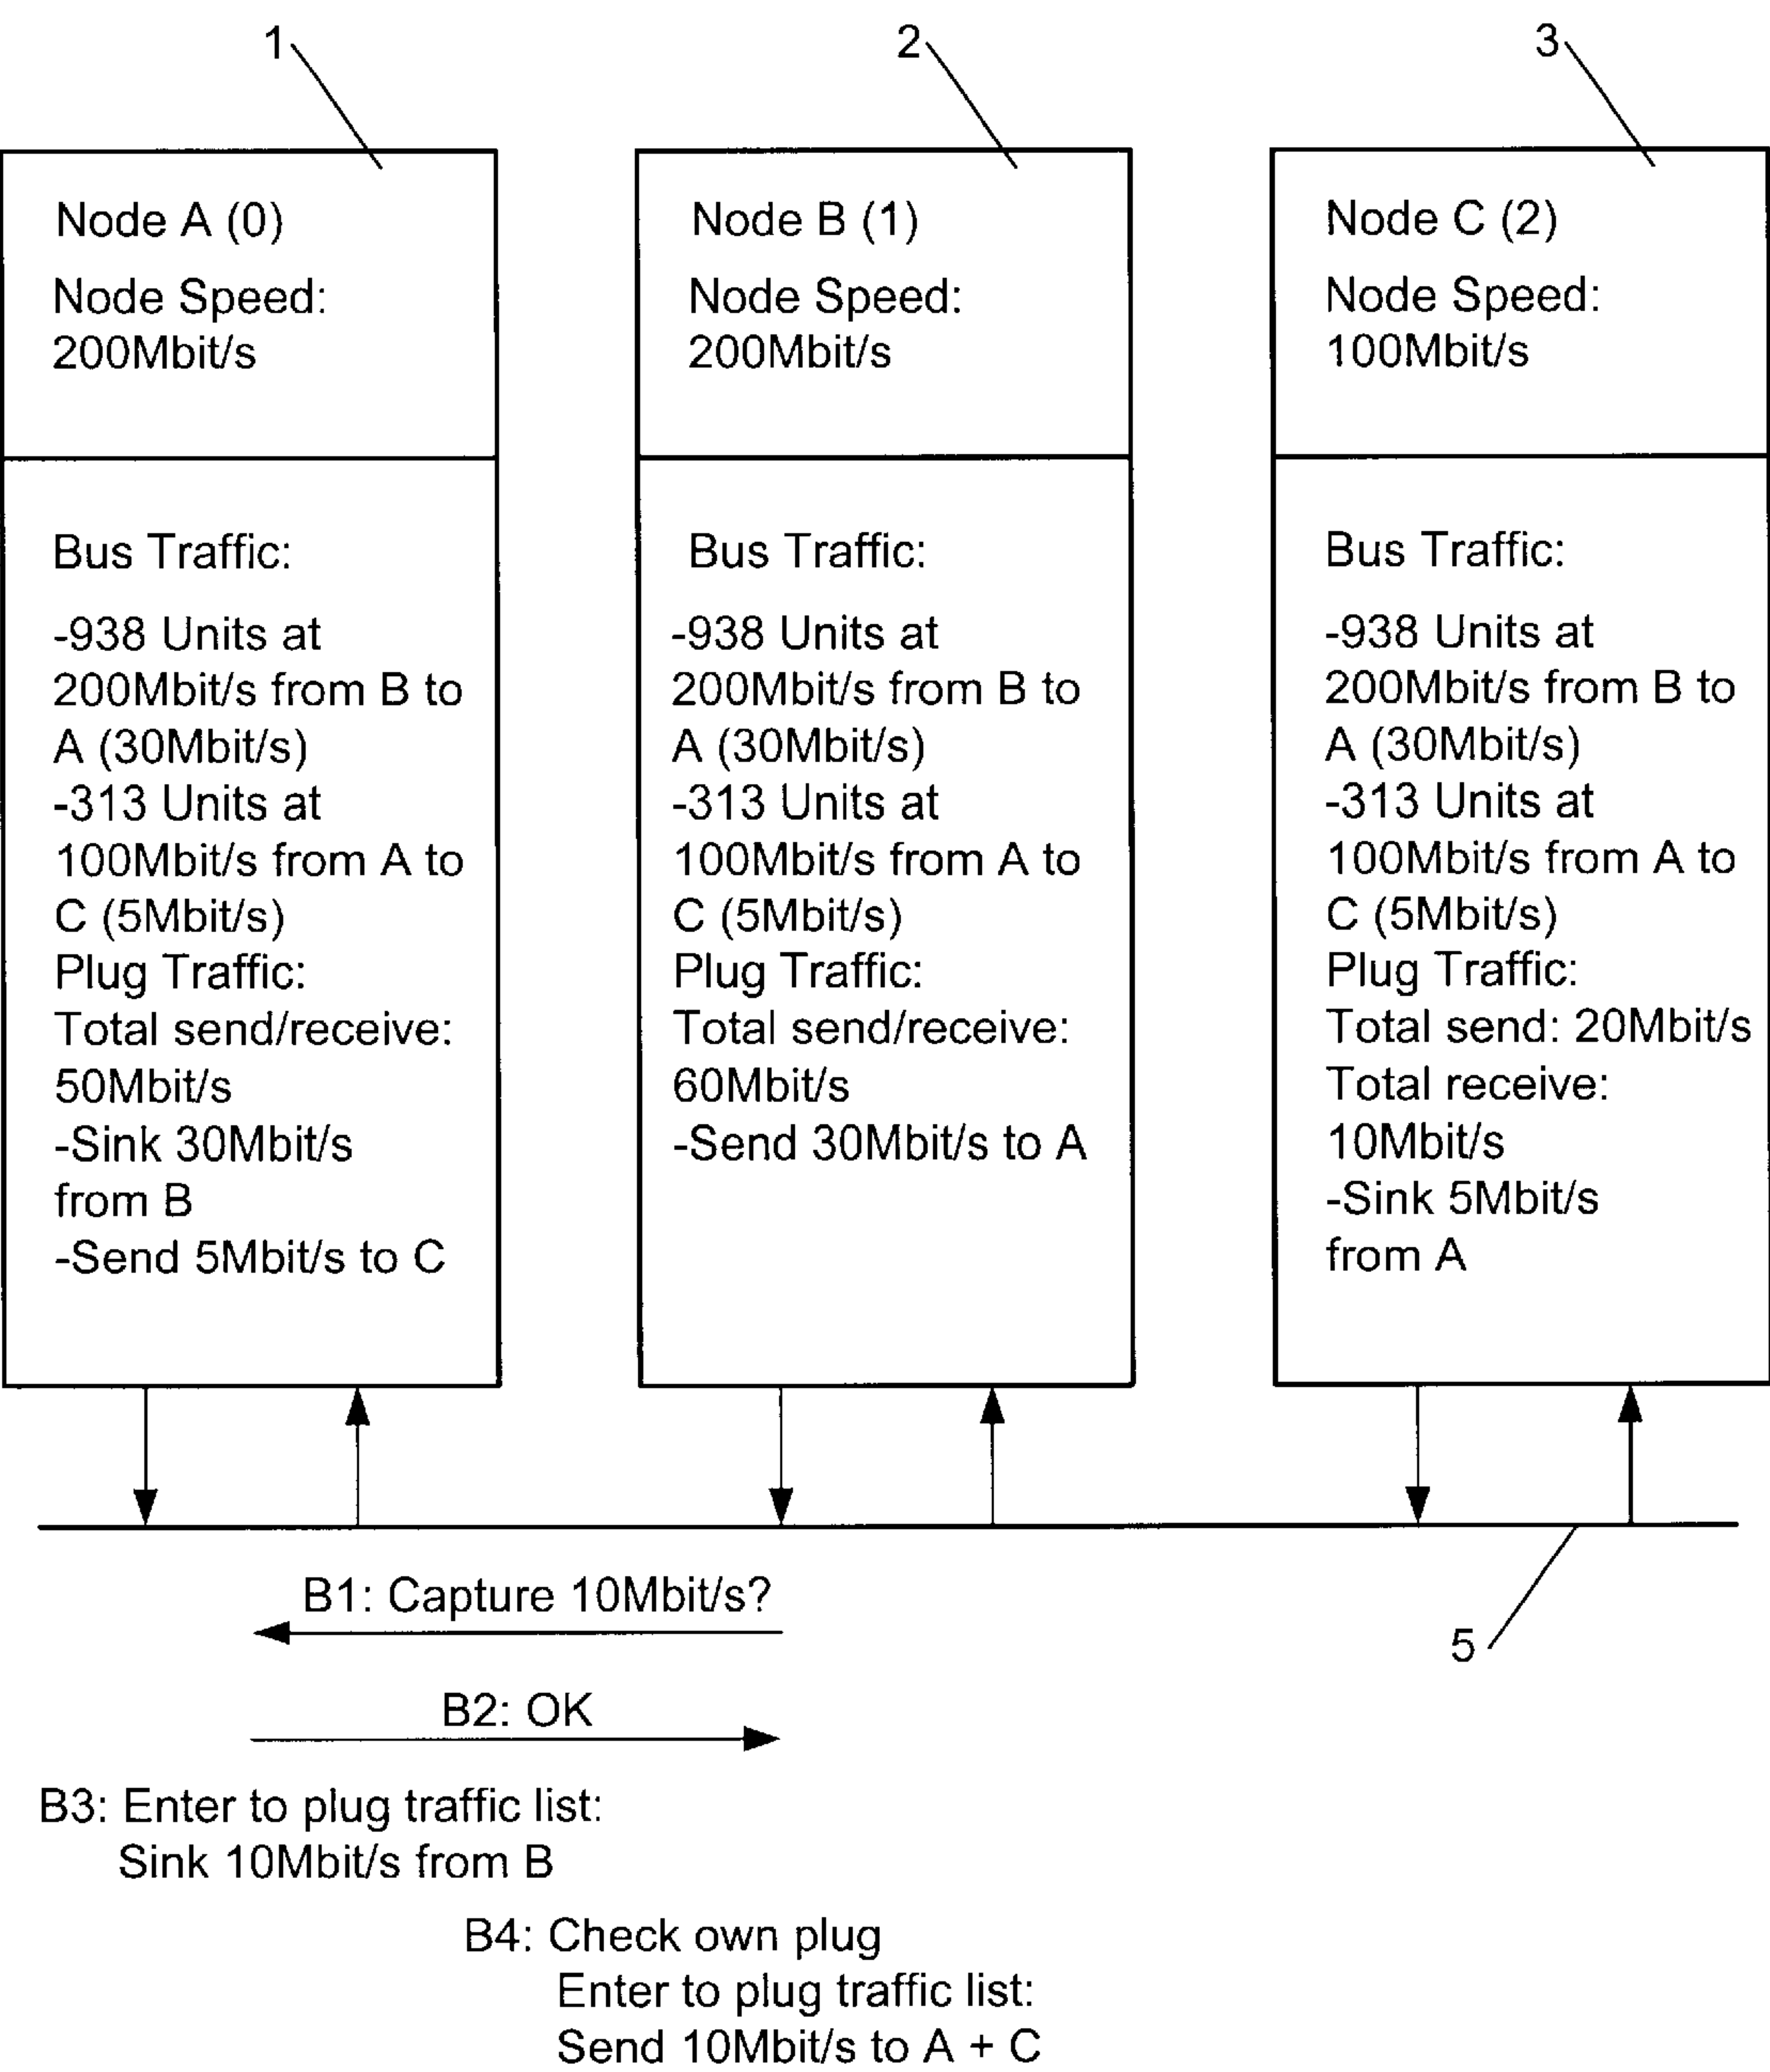 1
2
3
Node A (0)
Node Speed:
200Mbit/s
Bus Traffic:
-938 Units at
200Mbit/s from B to
A (30Mbit/s)
-313 Units at
100Mbit/s from A to
C (5Mbit/s)
Plug Traffic:
Total send/receive:
50Mbit/s
-Sink 30Mbit/s
from B
-Send 5Mbit/s to C
Node B (1)
Node Speed:
200Mbit/s
Bus Traffic:
-938 Units at
200Mbit/s from B to
A (30Mbit/s)
-313 Units at
100Mbit/s from A to
C (5Mbit/s)
Plug Traffic:
Total send/receive:
60Mbit/s
-Send 30Mbit/s to A
Node C (2)
Node Speed:
100Mbit/s
Bus Traffic:
-938 Units at
200Mbit/s from B to
A (30Mbit/s)
-313 Units at
100Mbit/s from A to
C (5Mbit/s)
Plug Traffic:
Total send: 20Mbit/s
Total receive:
10Mbit/s
-Sink 5Mbit/s
from A
B1: Capture 10Mbit/s?
5
B2: OK
B3: Enter to plug traffic list:
Sink 10Mbit/s from B
B4: Check own plug
Enter to plug traffic list:
Send 10Mbit/s to A + C